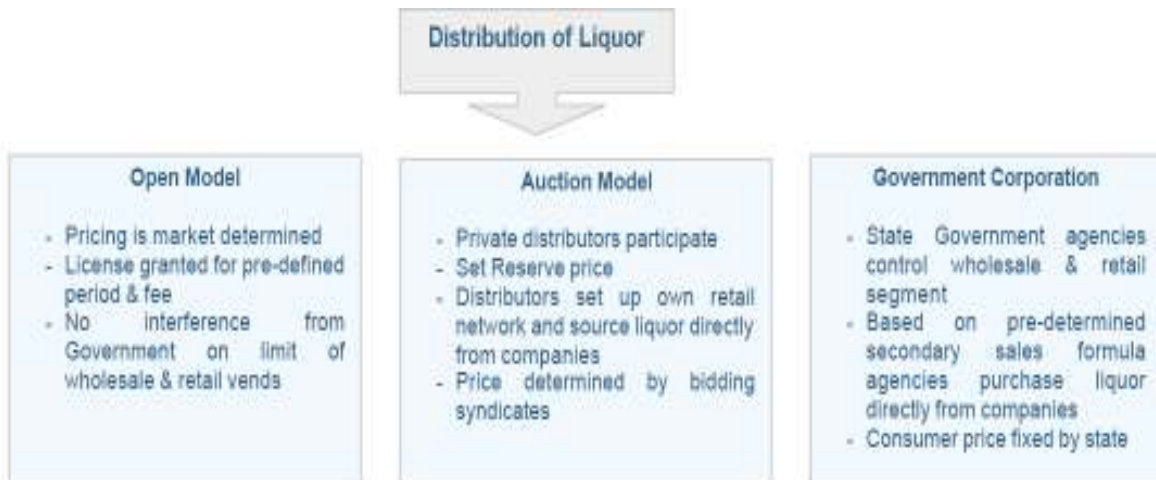 Distribution of Liquor
Open Model
- Pricing is market determined
- License granted for pre-defined
period & fee
- No interference from
Government on limit of
wholesale & retail vends
Auction Model
- Private distributors participate
- Set Reserve price
- Distributors set up own retail
network and source liquor directly
from companies
- Price determined by bidding
syndicates
Government Corporation
- State Government agencies
control wholesale & retail
segment
- Based on pre-determined
secondary sales formula
agencies purchase liquor
directly from companies
- Consumer price fixed by state